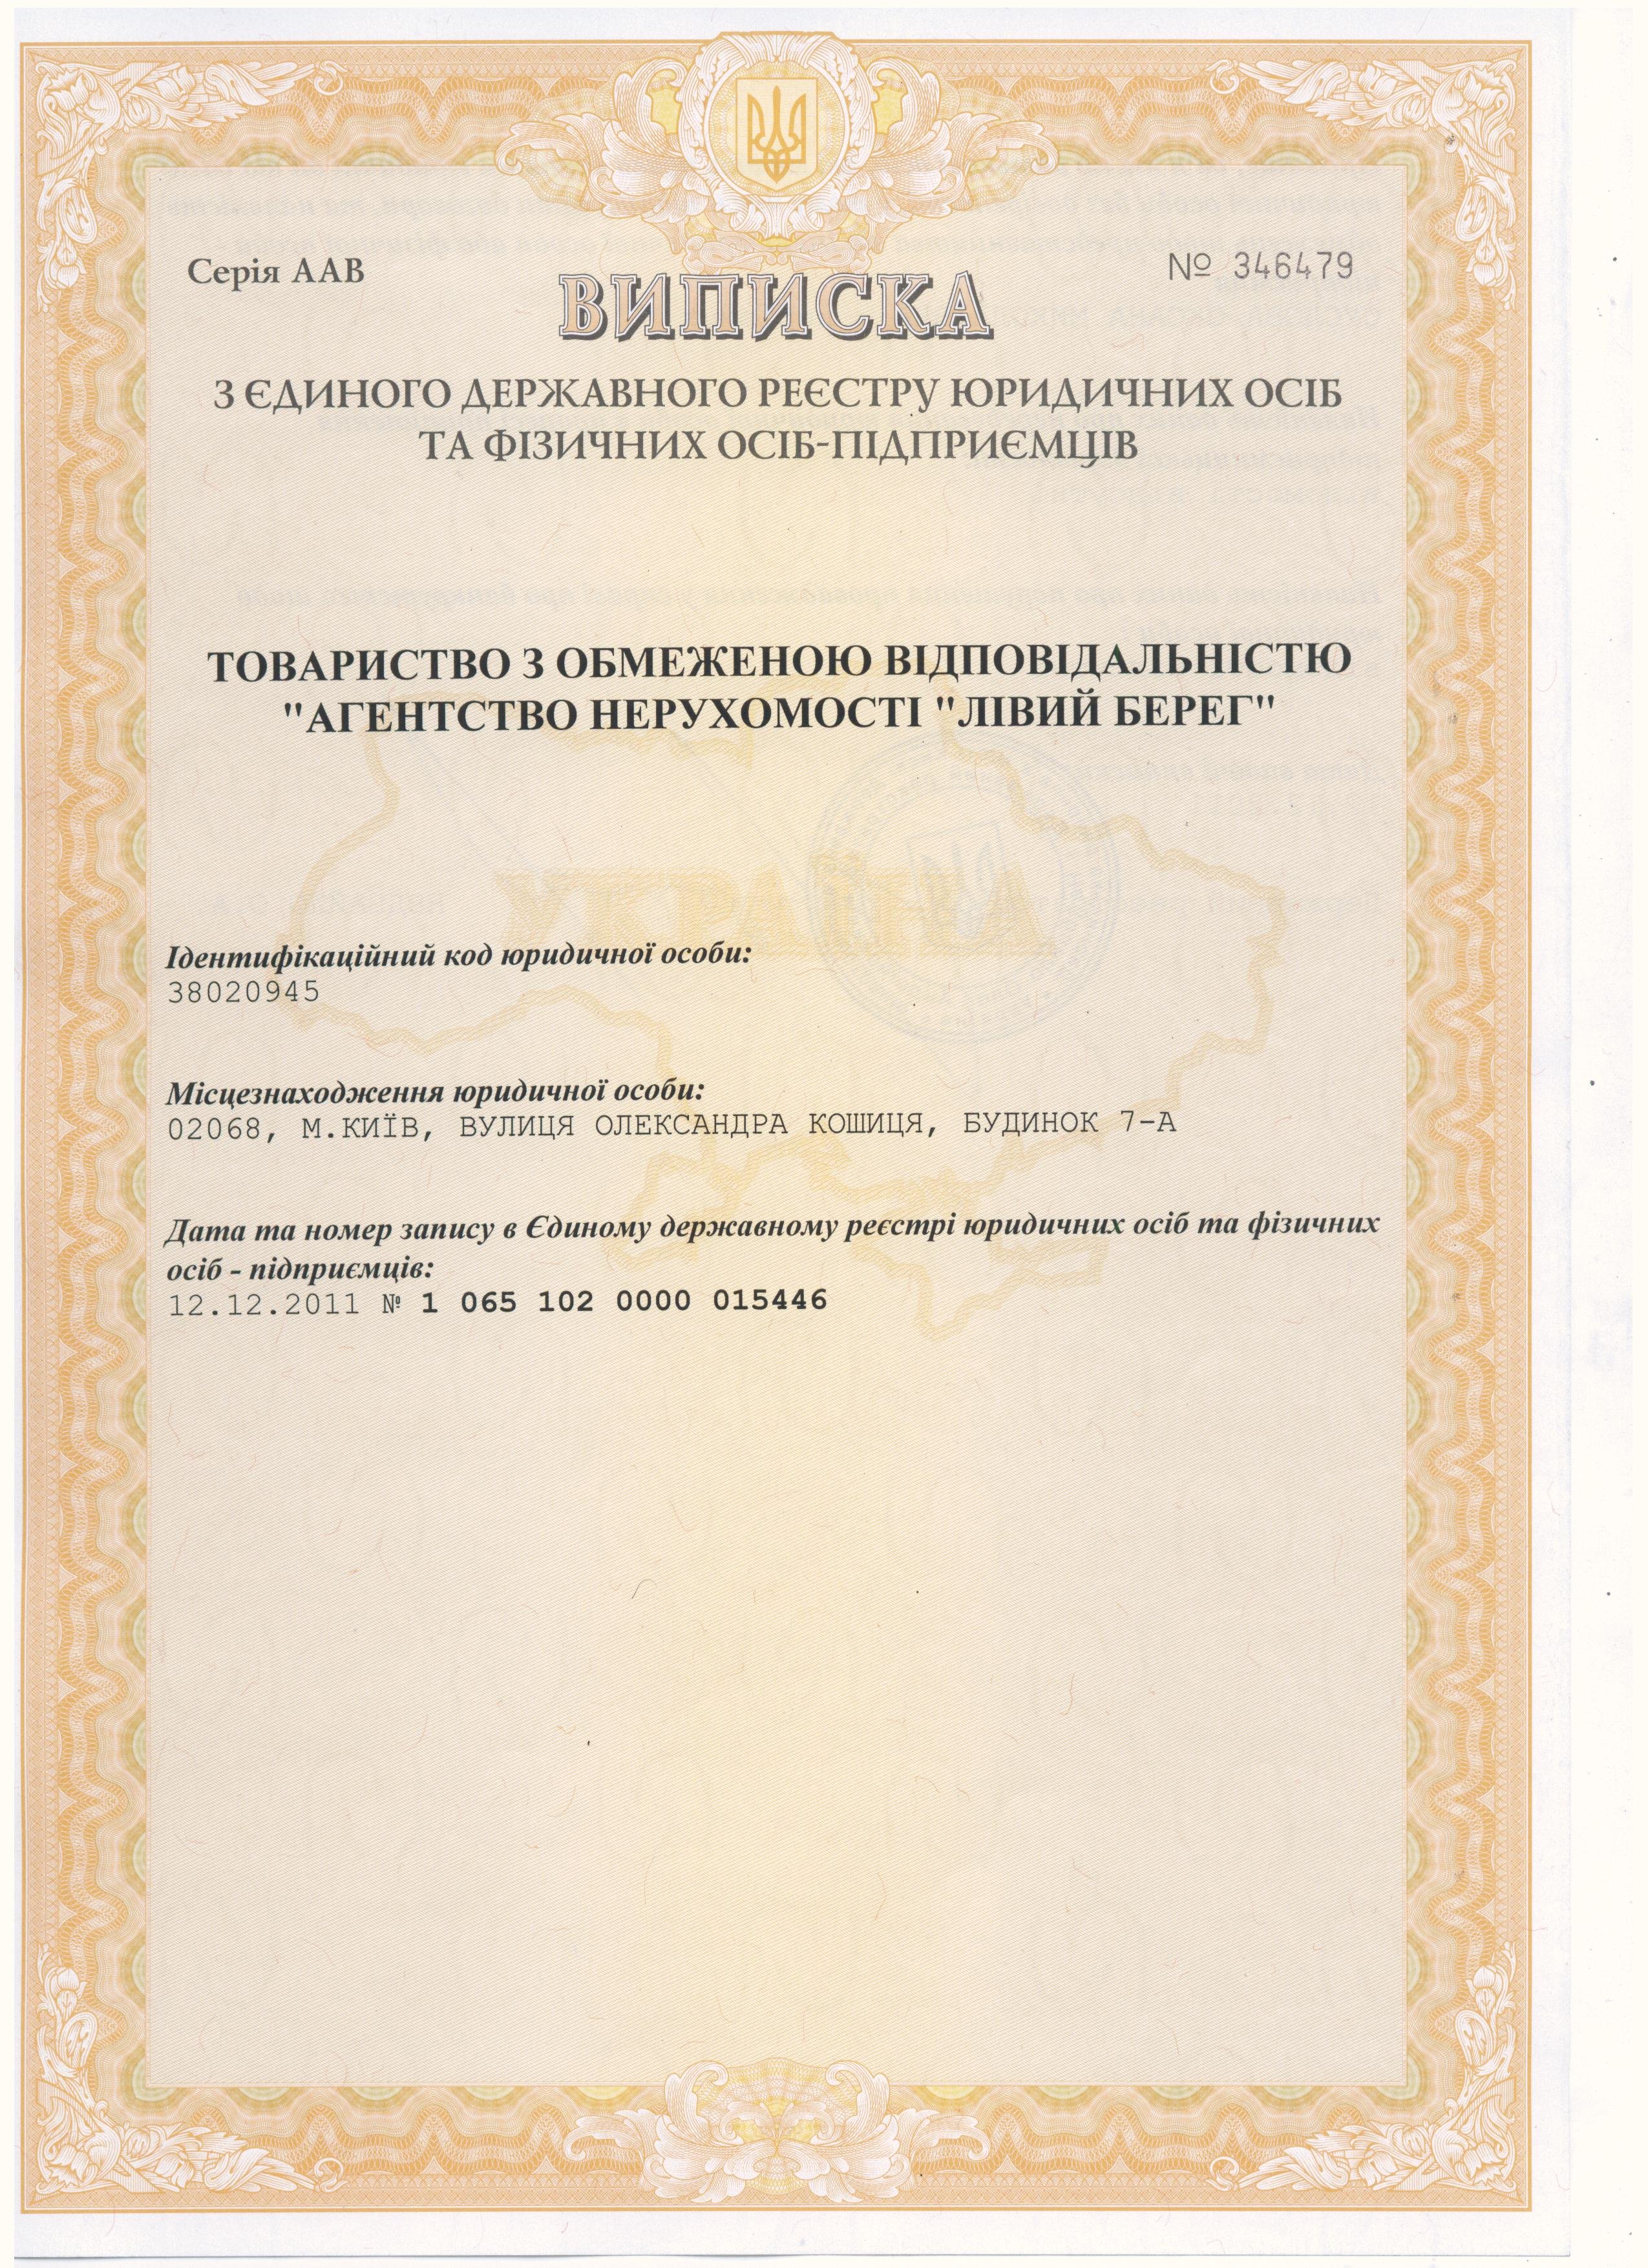 Серія ААВ
№ 346479
ВИПИСКА
З ЄДИНОГО ДЕРЖАВНОГО РЕЄСТРУ ЮРИДИЧНИХ ОСІБ
ТА ФІЗИЧНИХ ОСІБ-ПІДПРИЄМЦІВ
ТОВАРИСТВО З ОБМЕЖЕНОЮ ВІДПОВІДАЛЬНІСТЮ
"АГЕНТСТВО НЕРУХОМОСТІ "ЛІВИЙ БЕРЕГ"
УКРАЇНА
Ідентифікаційний код юридичної особи:
38020945
Місцезнаходження юридичної особи:
02068, М.КИЇВ, ВУЛИЦЯ ОЛЕКСАНДРА КОШИЦЯ, БУДИНОК 7-А
Дата та номер запису в Єдиному державному реєстрі юридичних осіб та фізичних
осіб - підприємців:
12.12.2011 № 1 065 102 0000 015446